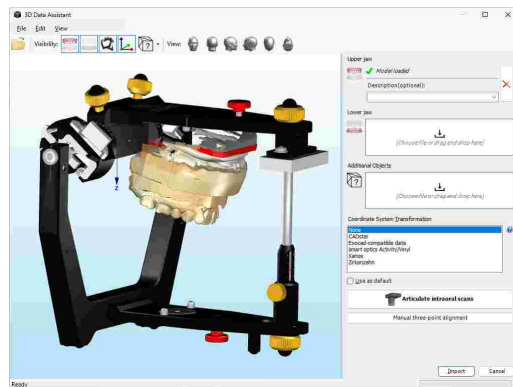 3D Data Assistant
File Edit View
Visibility: View:
Upper jaw
Model loaded
Description (optional):
Lower jaw
(Choose file or drag and drop here)
Additional Objects
(Choose file or drag and drop here)
z
Coordinate System Transformation
None
CADstar
Exocad-compatible data
smart optics Activity/Vinyl
Xanos
Zirkonzahn
Use as default
Articulate intraoral scans
Manual three-point alignment
Import Cancel
Ready